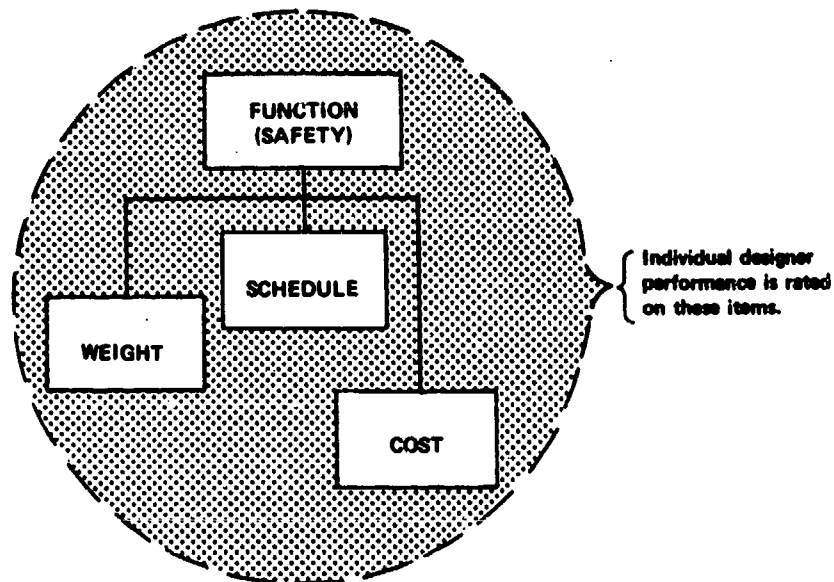 FUNCTION
(SAFETY)
SCHEDULE
WEIGHT
COST
Individual designer
performance is rated
on these items.